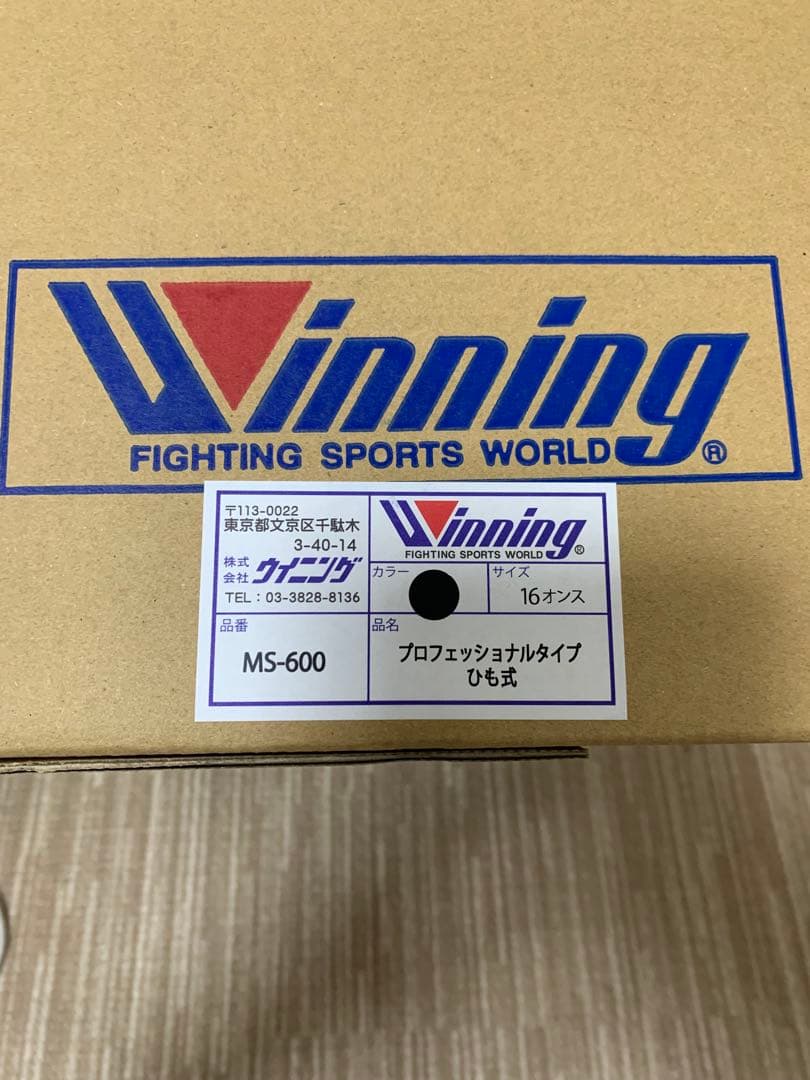 Winning
FIGHTING SPORTS WORLD ®
〒113-0022
東京都文京区千駄木
3-40-14
株式
会社 ウイニング
TEL：03-3828-8136
Winning
FIGHTING SPORTS WORLD ®
カラー
サイズ
16オンス
品番
MS-600
品名
プロフェッショナルタイプ
ひも式